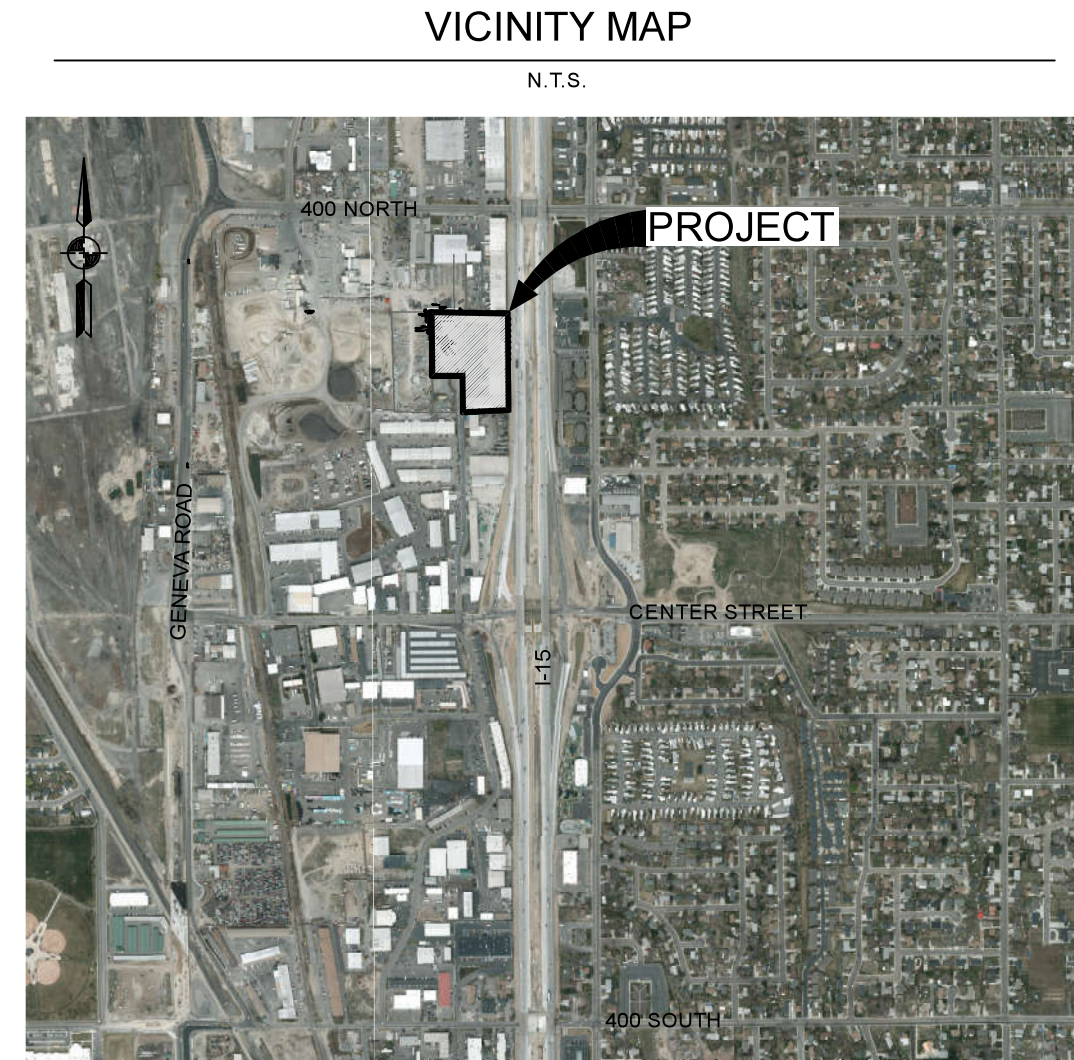 VICINITY MAP
N.T.S.
400 NORTH
PROJECT
GENEVA ROAD
CENTER STREET
I-15
400 SOUTH